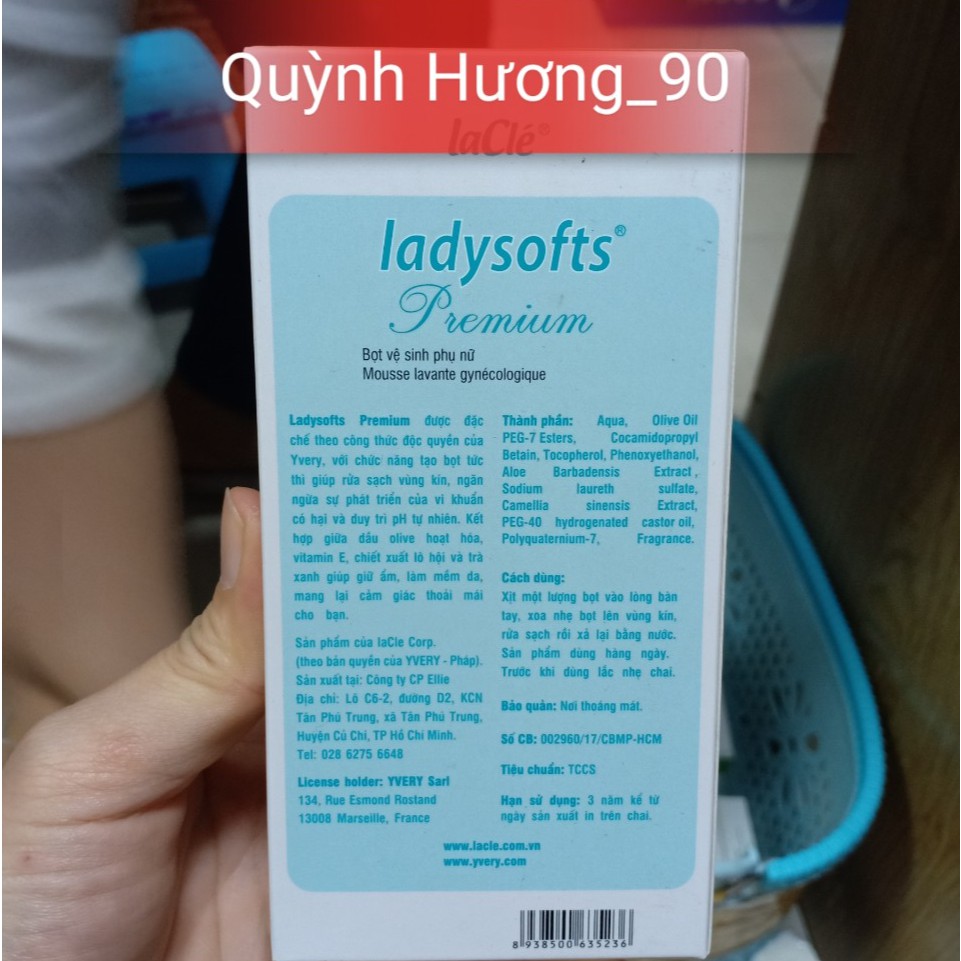 Quỳnh Hương_90
laClé®
ladysofts®
Premium
Bọt vệ sinh phụ nữ
Mousse lavante gynécologique
Ladysofts Premium được đặc
chế theo công thức độc quyền của
Yvery, với chức năng tạo bọt tức
thì giúp rửa sạch vùng kín, ngăn
ngừa sự phát triển của vi khuẩn
có hại và duy trì pH tự nhiên. Kết
hợp giữa dầu olive hoạt hóa,
vitamin E, chiết xuất lô hội và trà
xanh giúp giữ ẩm, làm mềm da,
mang lại cảm giác thoải mái
cho bạn.
Sản phẩm của laCle Corp.
(theo bản quyền của YVERY - Pháp).
Sản xuất tại: Công ty CP Ellie
Địa chỉ: Lô C6-2, đường D2, KCN
Tân Phú Trung, xã Tân Phú Trung,
Huyện Củ Chi, TP Hồ Chí Minh.
Tel: 028 6275 6648
License holder: YVERY Sarl
134, Rue Esmond Rostand
13008 Marseille, France
Thành phần: Aqua, Olive Oil
PEG-7 Esters, Cocamidopropyl
Betain, Tocopherol, Phenoxyethanol,
Aloe Barbadensis Extract,
Sodium laureth sulfate,
Camellia sinensis Extract,
PEG-40 hydrogenated castor oil,
Polyquaternium-7, Fragrance.
Cách dùng:
Xịt một lượng bọt vào lòng bàn
tay, xoa nhẹ bọt lên vùng kín,
rửa sạch rồi xả lại bằng nước.
Sản phẩm dùng hàng ngày.
Trước khi dùng lắc nhẹ chai.
Bảo quản: Nơi thoáng mát.
Số CB: 002960/17/CBMP-HCM
Tiêu chuẩn: TCCS
Hạn sử dụng: 3 năm kể từ
ngày sản xuất in trên chai.
www.lacle.com.vn
www.yvery.com
8 938500 635236